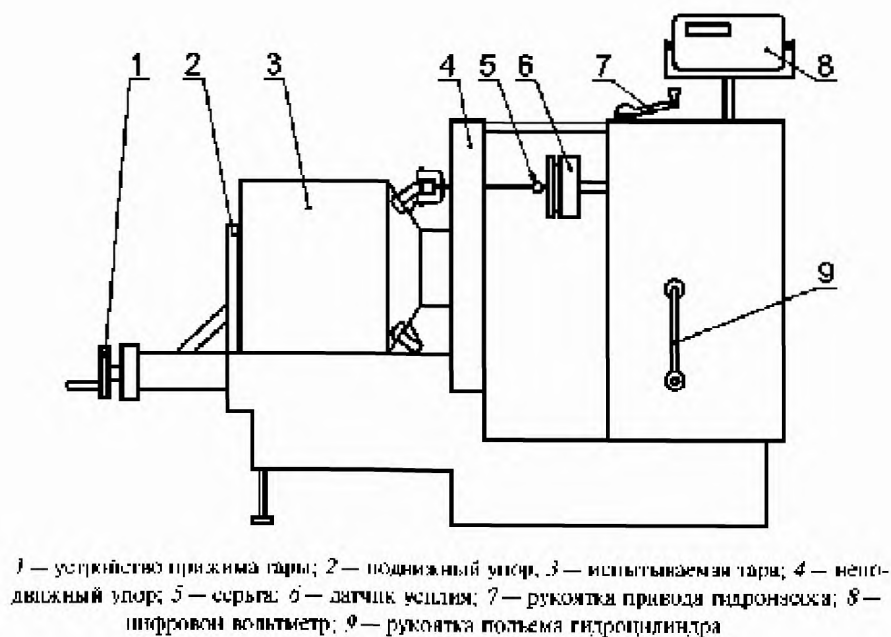 1 2 3 4 5 6 7 8
9
1 — устройство прижима тары; 2 — подвижный упор, 3 — испытываемая тара; 4 — непо-
движный упор; 5 — серьга; 6 — датчик усилия; 7 — рукоятка привода гидронасоса; 8 —
цифровой вольтметр; 9 — рукоятка подъема гидроцилиндра